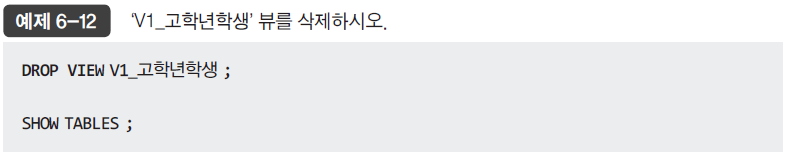 예제 6-12 ‘V1_고학년학생’ 뷰를 삭제하시오.
DROP VIEW V1_고학년학생 ;
SHOW TABLES ;